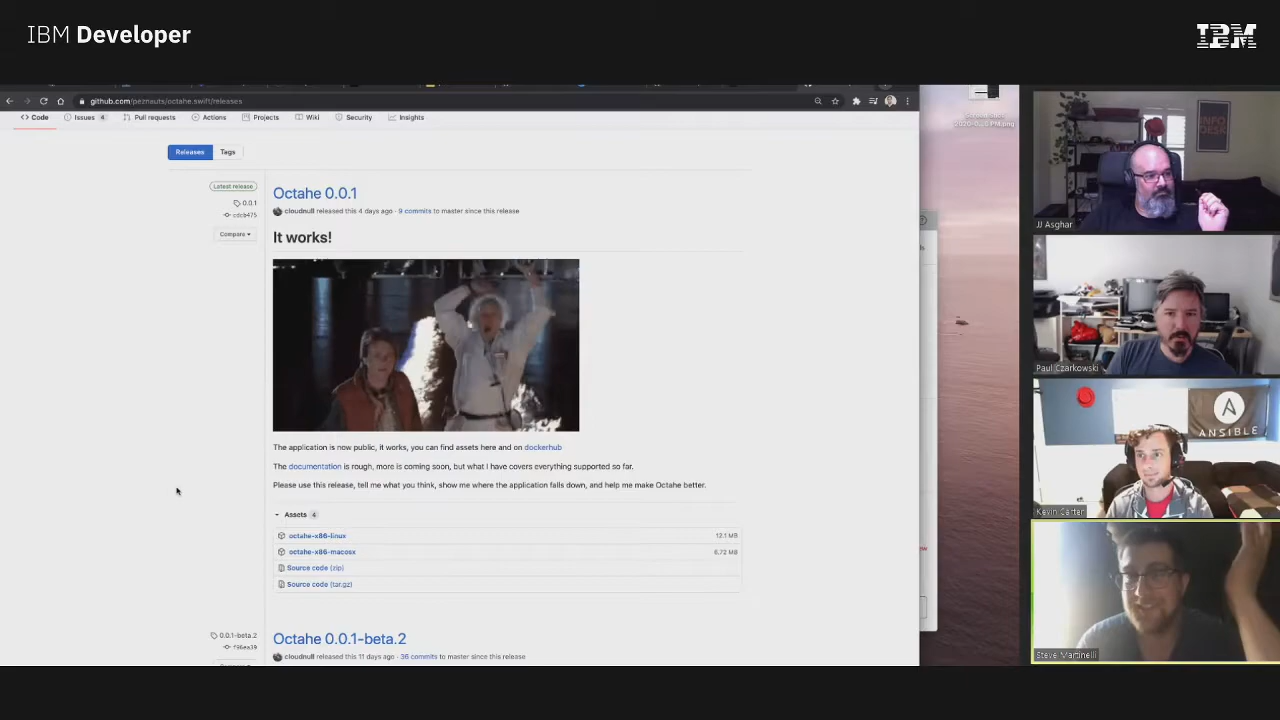 IBM Developer
IBM
github.com/peznauts/octahe.swift/releases
Code
Issues 4
Pull requests
Actions
Projects
Wiki
Security
Insights
Releases
Tags
Latest release
0.0.1
cdcb475
Compare
Octahe 0.0.1
cloudnull released this 4 days ago · 9 commits to master since this release
It works!
The application is now public, it works, you can find assets here and on dockerhub
The documentation is rough, more is coming soon, but what I have covers everything supported so far.
Please use this release, tell me what you think, show me where the application falls down, and help me make Octahe better.
Assets 4
octahe-x86-linux 12.1 MB
octahe-x86-macosx 6.72 MB
Source code (zip)
Source code (tar.gz)
0.0.1-beta.2
f96ea39
Octahe 0.0.1-beta.2
cloudnull released this 11 days ago · 36 commits to master since this release
INFO
DESK
JJ Asghar
Paul Czarkowski
A
ANSIBLE
Kevin Carter
Steve Martinelli